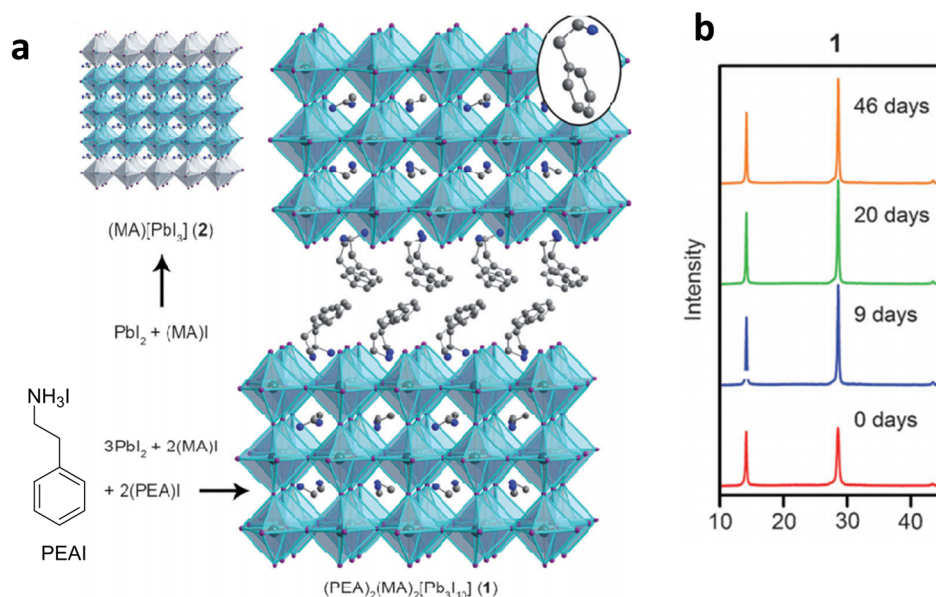 a
(MA)[PbI₃] (2)
PbI₂ + (MA)I
NH₃I
3PbI₂ + 2(MA)I
+ 2(PEA)I
PEAI
(PEA)₂(MA)₂[Pb₃I₁₀] (1)
b
1
46 days
20 days
9 days
0 days
Intensity
10 20 30 40